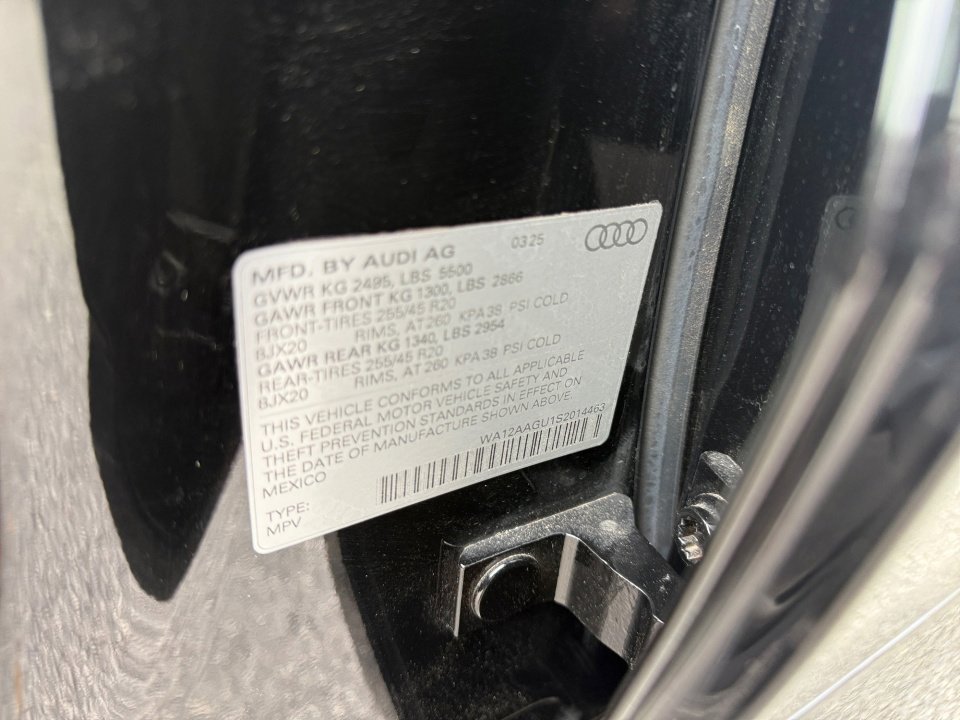 MFD. BY AUDI AG 03 25
GVWR KG 2495, LBS 5500
GAWR FRONT KG 1300, LBS 2866
FRONT-TIRES 255/45 R20
8JX20 RIMS, AT 260 KPA 38 PSI COLD
GAWR REAR KG 1340, LBS 2954
REAR-TIRES 255/45 R20
8JX20 RIMS, AT 260 KPA 38 PSI COLD
THIS VEHICLE CONFORMS TO ALL APPLICABLE
U.S. FEDERAL MOTOR VEHICLE SAFETY AND
THEFT PREVENTION STANDARDS IN EFFECT ON
THE DATE OF MANUFACTURE SHOWN ABOVE.
MEXICO WA12AAGU1S2014463
TYPE:
MPV